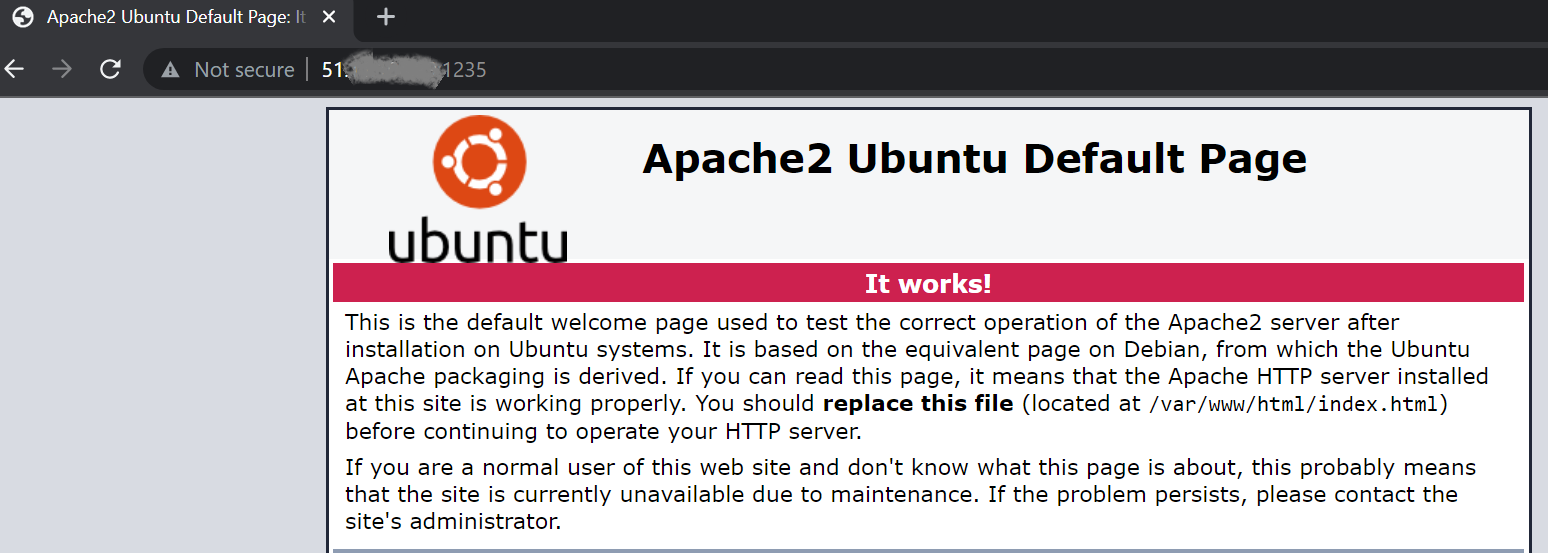 Apache2 Ubuntu Default Page: It
Not secure 51. 1235
ubuntu
Apache2 Ubuntu Default Page
It works!
This is the default welcome page used to test the correct operation of the Apache2 server after
installation on Ubuntu systems. It is based on the equivalent page on Debian, from which the Ubuntu
Apache packaging is derived. If you can read this page, it means that the Apache HTTP server installed
at this site is working properly. You should replace this file (located at /var/www/html/index.html)
before continuing to operate your HTTP server.
If you are a normal user of this web site and don't know what this page is about, this probably means
that the site is currently unavailable due to maintenance. If the problem persists, please contact the
site's administrator.